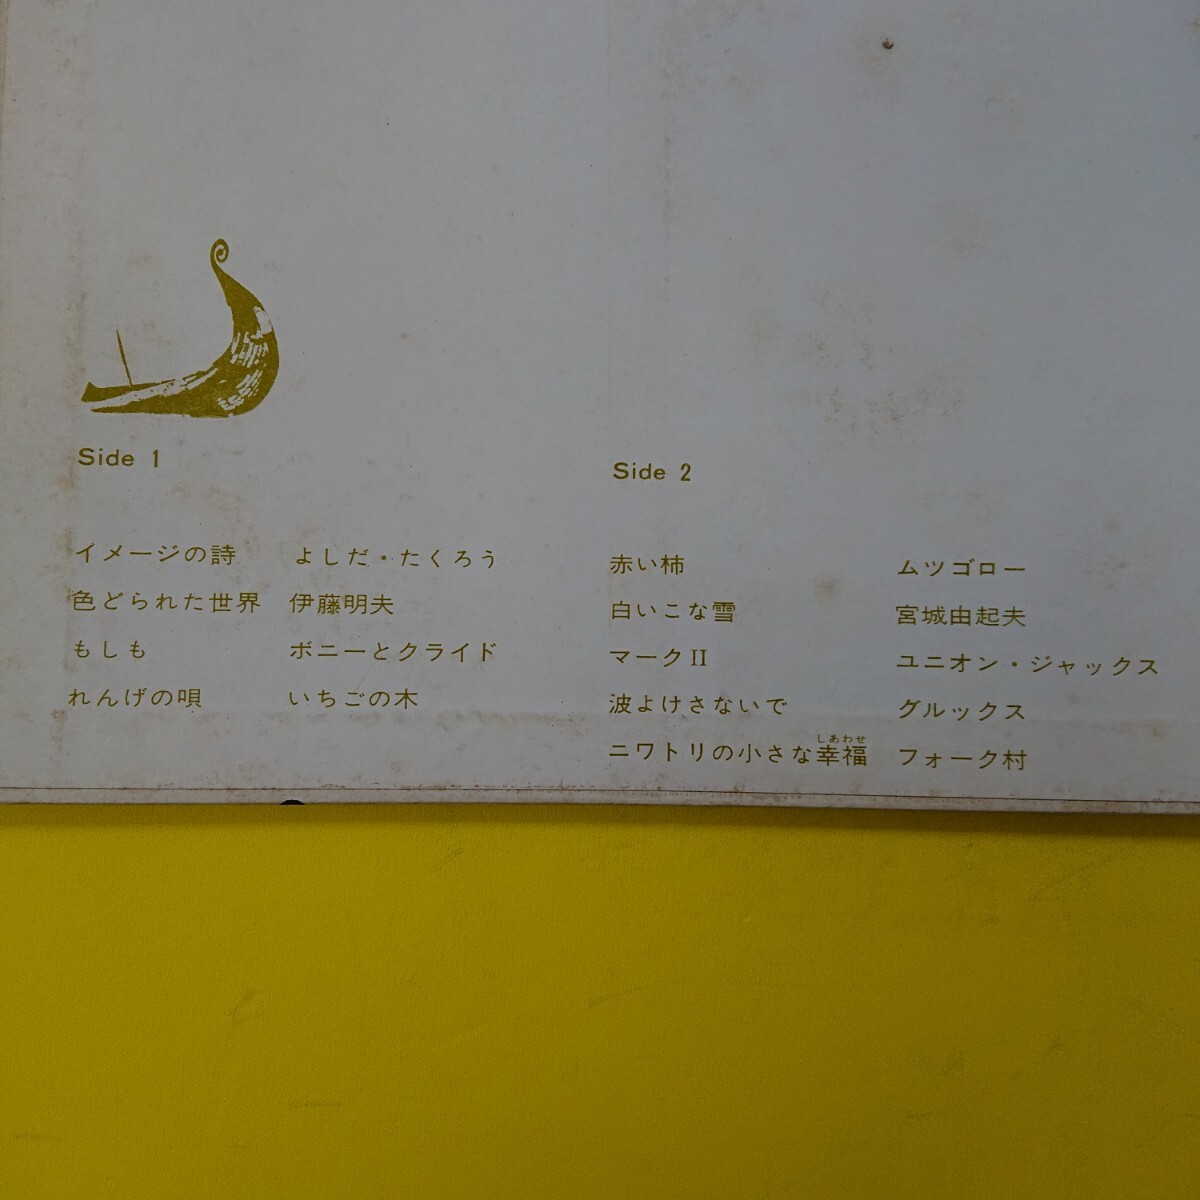 Side 1
イメージの詩 よしだ・たくろう
色どられた世界 伊藤明夫
もしも ボニーとクライド
れんげの唄 いちごの木
Side 2
赤い柿 ムツゴロー
白いこな雪 宮城由起夫
マークII ユニオン・ジャックス
波よけさないで グルックス
ニワトリの小さな幸福 フォーク村
しあわせ